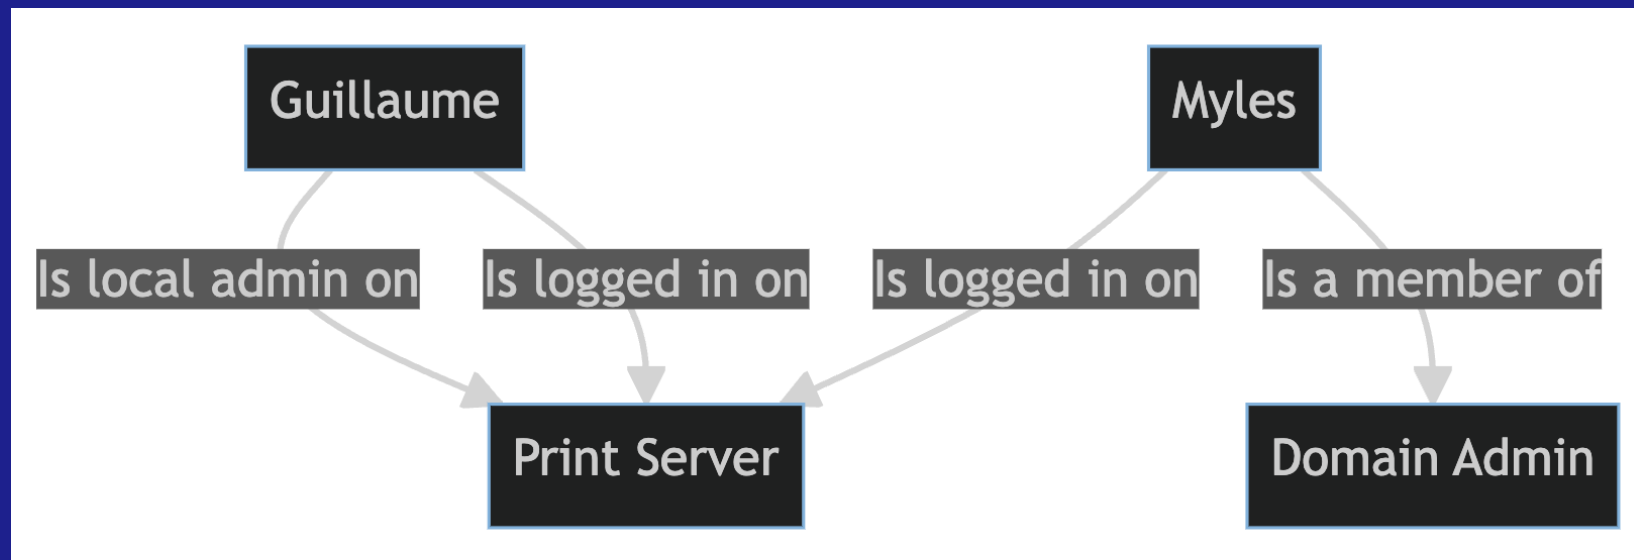 Guillaume
Myles
Is local admin on
Is logged in on
Is logged in on
Is a member of
Print Server
Domain Admin